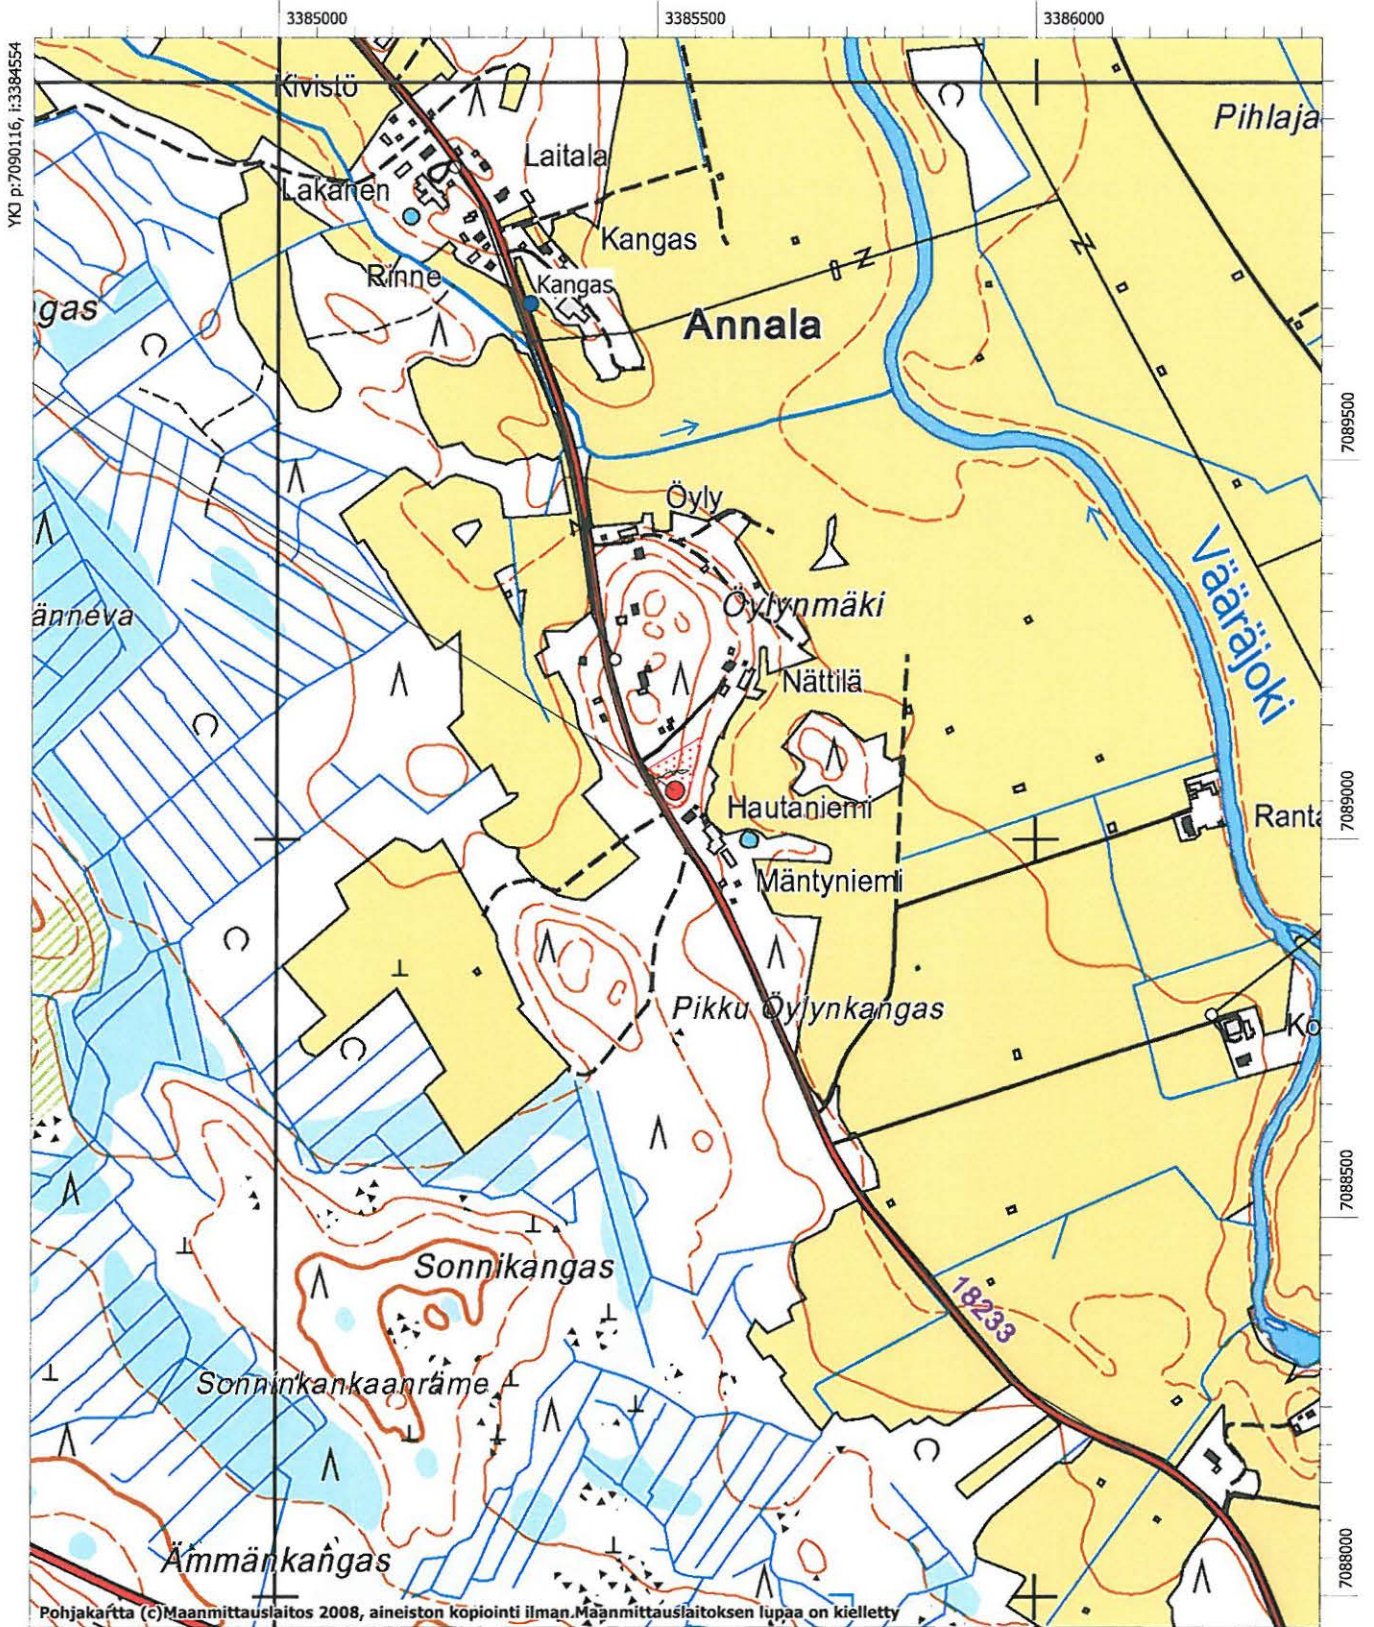 3385000
3385500
3386000
YKJ p:7090116, i:3384554
Kivistö
Pihlaja
Laitala
Lakanen
Kangas
Rinne
Kangas
gas
Annala
7089500
Öyly
Öylynmäki
änneva
Vääräjoki
Nättilä
7089000
Hautaniemi
Ranta
Mäntyniemi
Pikku Öylynkangas
Ko
7088500
Sonnikangas
18233
Sonninkankaanräme
7088000
Ämmänkangas
Pohjakartta (c)Maanmittauslaitos 2008, aineiston kopiointi ilman Maanmittauslaitoksen lupaa on kielletty